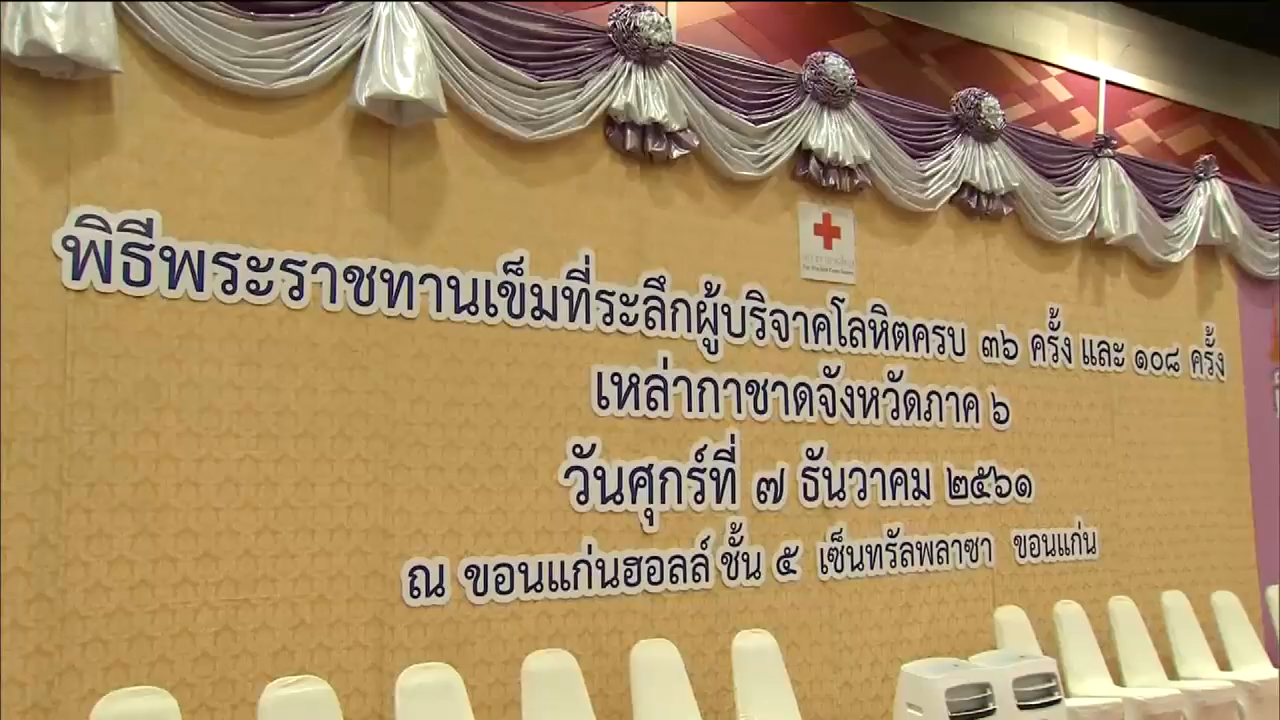 พิธีพระราชทานเข็มที่ระลึกผู้บริจาคโลหิตครบ ๓๖ ครั้ง และ ๑๐๘ ครั้ง
เหล่ากาชาดจังหวัดภาค ๖
วันศุกร์ที่ ๗ ธันวาคม ๒๕๖๑
ณ ขอนแก่นฮอลล์ ชั้น ๕ เซ็นทรัลพลาซา ขอนแก่น